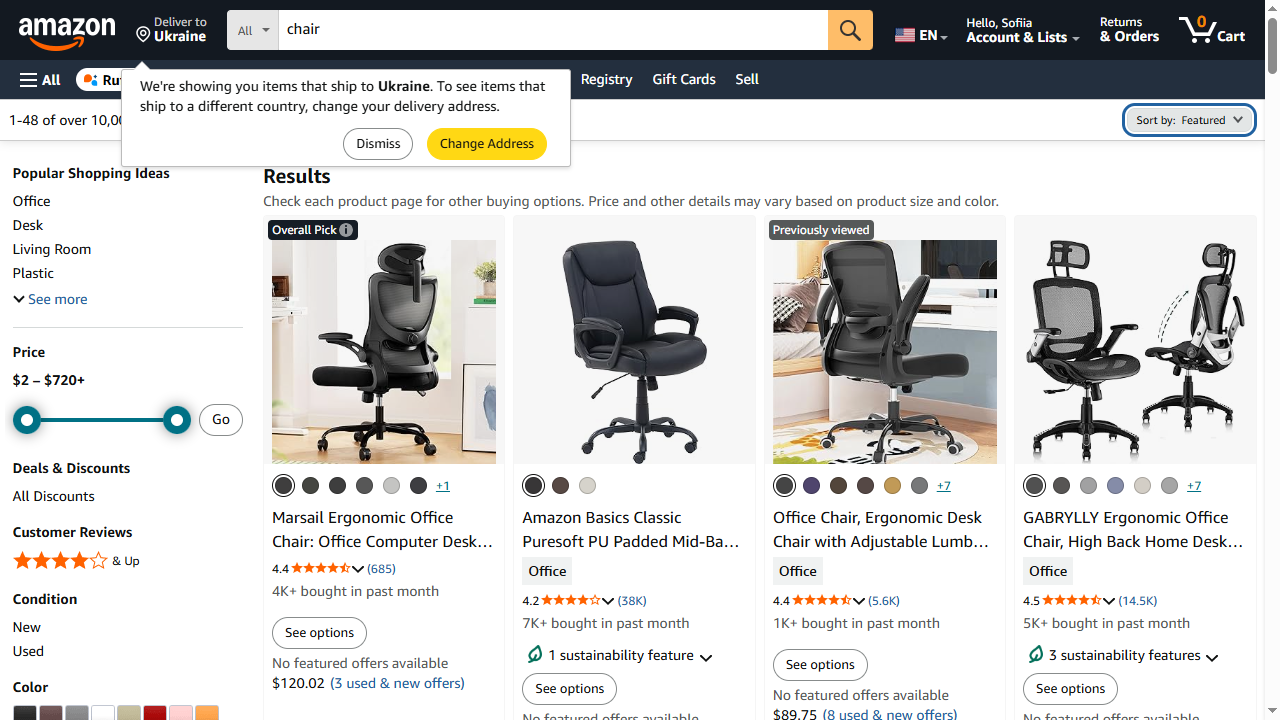 amazon
Deliver to
Ukraine
All
chair
EN
Hello, Sofiia
Account & Lists
Returns
& Orders
0
Cart
All
Registry
Gift Cards
Sell
We're showing you items that ship to Ukraine. To see items that
ship to a different country, change your delivery address.
Dismiss
Change Address
1-48 of over
Sort by: Featured
Popular Shopping Ideas
Office
Desk
Living Room
Plastic
See more
Price
$2 – $720+
Go
Deals & Discounts
All Discounts
Customer Reviews
& Up
Condition
New
Used
Color
Results
Check each product page for other buying options. Price and other details may vary based on product size and color.
Overall Pick
+1
Marsail Ergonomic Office
Chair: Office Computer Desk…
4.4 (685)
4K+ bought in past month
See options
No featured offers available
$120.02 (3 used & new offers)
Amazon Basics Classic
Puresoft PU Padded Mid-Ba…
Office
4.2 (38K)
7K+ bought in past month
1 sustainability feature
See options
No featured offers available
Previously viewed
+7
Office Chair, Ergonomic Desk
Chair with Adjustable Lumb…
Office
4.4 (5.6K)
1K+ bought in past month
See options
No featured offers available
$89.75 (8 used & new offers)
+7
GABRYLLY Ergonomic Office
Chair, High Back Home Desk…
Office
4.5 (14.5K)
5K+ bought in past month
3 sustainability features
See options
No featured offers available